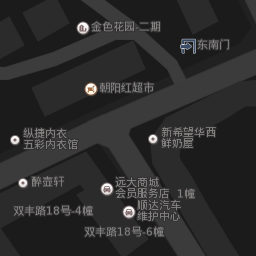 金色花园-二期
东南门
朝阳红超市
纵捷内衣
五彩内衣馆
新希望华西
鲜奶屋
醉壶轩
远大商城
会员服务店 1幢
顺达汽车
维护中心
双丰路18号-4幢
双丰路18号-6幢